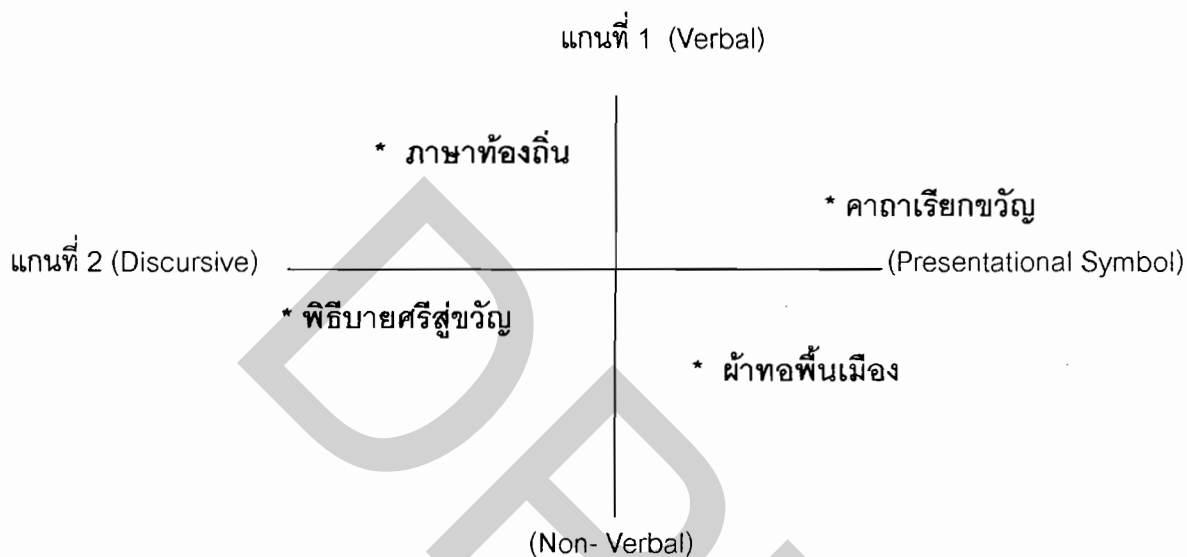 แกนที่ 1 (Verbal)
* ภาษาท้องถิ่น
* คาถาเรียกขวัญ
แกนที่ 2 (Discursive)
(Presentational Symbol)
* พิธีบายศรีสู่ขวัญ
* ผ้าทอพื้นเมือง
(Non- Verbal)